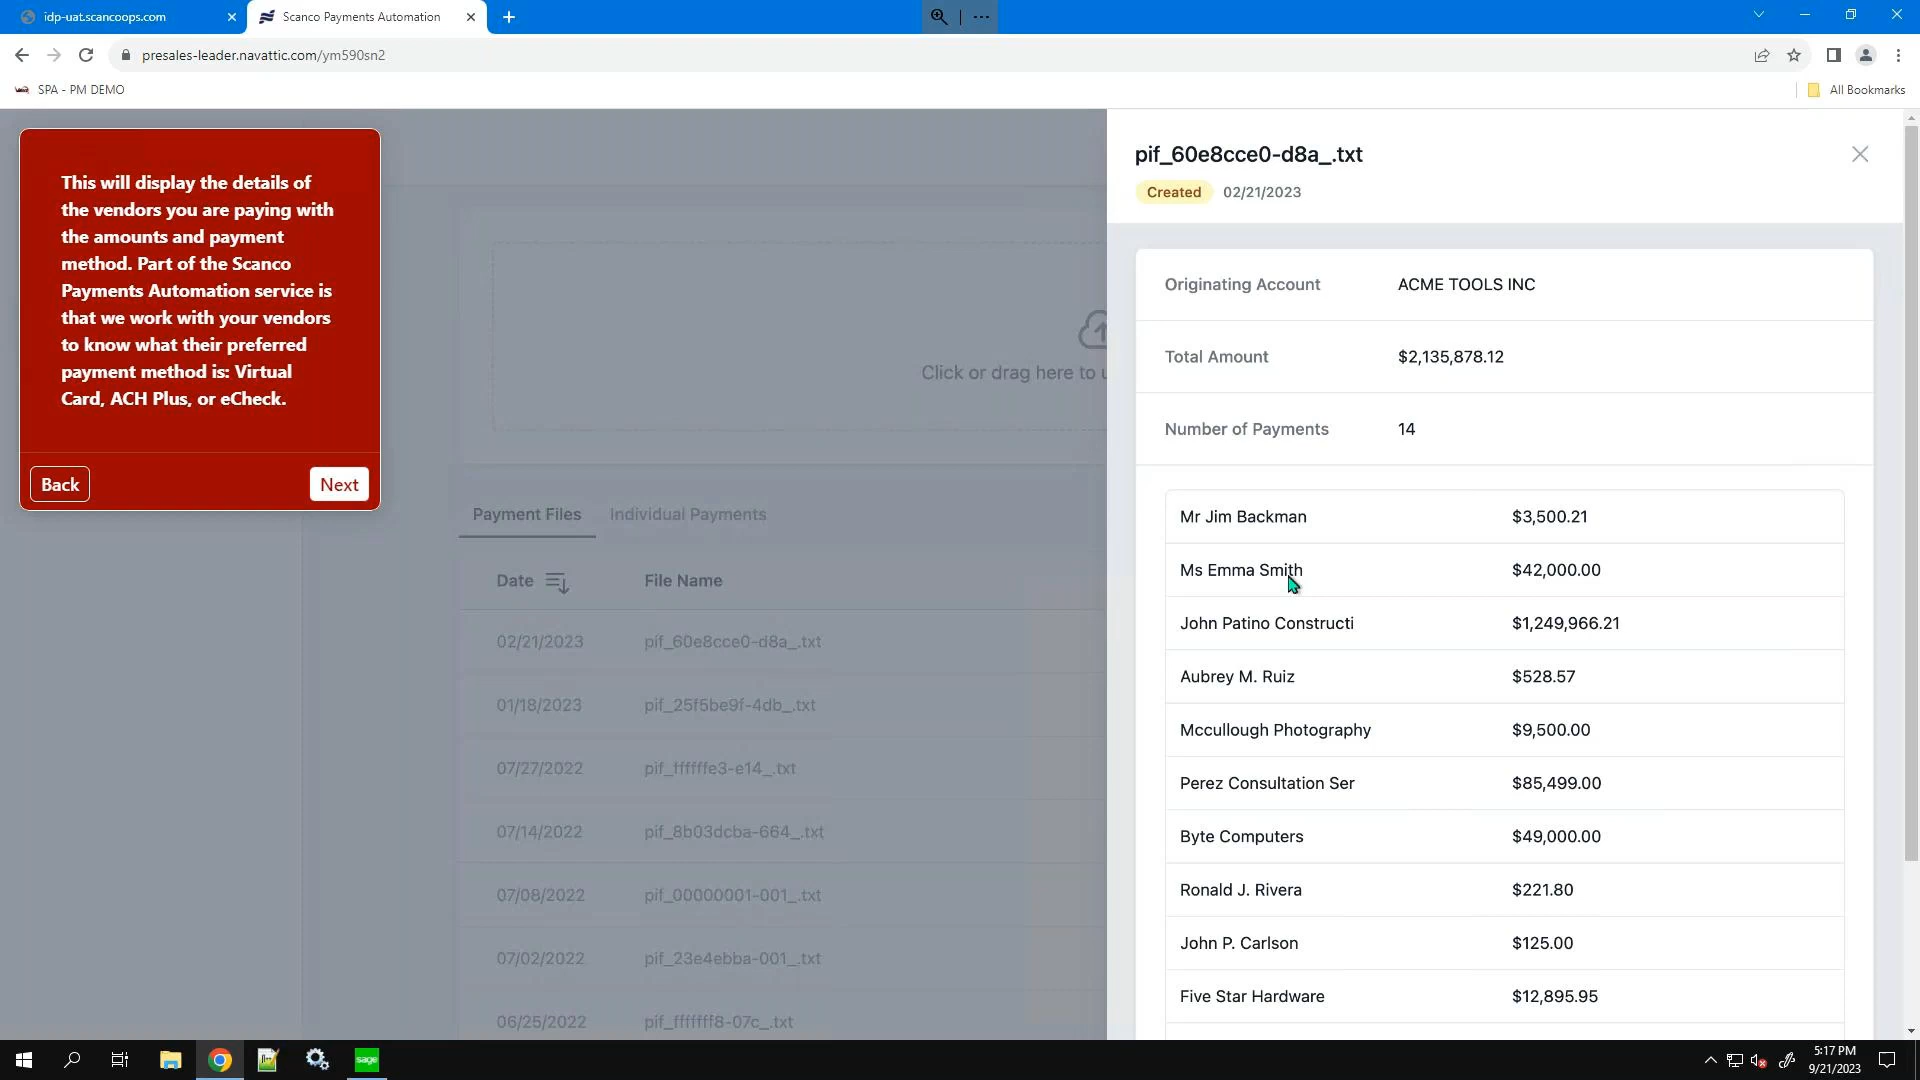 idp-uat.scancoops.com
Scanco Payments Automation
presales-leader.navattic.com/ym590sn2
SPA - PM DEMO
All Bookmarks
This will display the details of
the vendors you are paying with
the amounts and payment
method. Part of the Scanco
Payments Automation service is
that we work with your vendors
to know what their preferred
payment method is: Virtual
Card, ACH Plus, or eCheck.
Back
Next
Click or drag here to u
Payment Files
Individual Payments
Date
File Name
02/21/2023
pif_60e8cce0-d8a_.txt
01/18/2023
pif_25f5be9f-4db_.txt
07/27/2022
pif_ffffffe3-e14_.txt
07/14/2022
pif_8b03dcba-664_.txt
07/08/2022
pif_00000001-001_.txt
07/02/2022
pif_23e4ebba-001_.txt
06/25/2022
pif_fffffff8-07c_.txt
pif_60e8cce0-d8a_.txt
Created
02/21/2023
Originating Account
ACME TOOLS INC
Total Amount
$2,135,878.12
Number of Payments
14
Mr Jim Backman
$3,500.21
Ms Emma Smith
$42,000.00
John Patino Constructi
$1,249,966.21
Aubrey M. Ruiz
$528.57
Mccullough Photography
$9,500.00
Perez Consultation Ser
$85,499.00
Byte Computers
$49,000.00
Ronald J. Rivera
$221.80
John P. Carlson
$125.00
Five Star Hardware
$12,895.95
sage
5:17 PM
9/21/2023